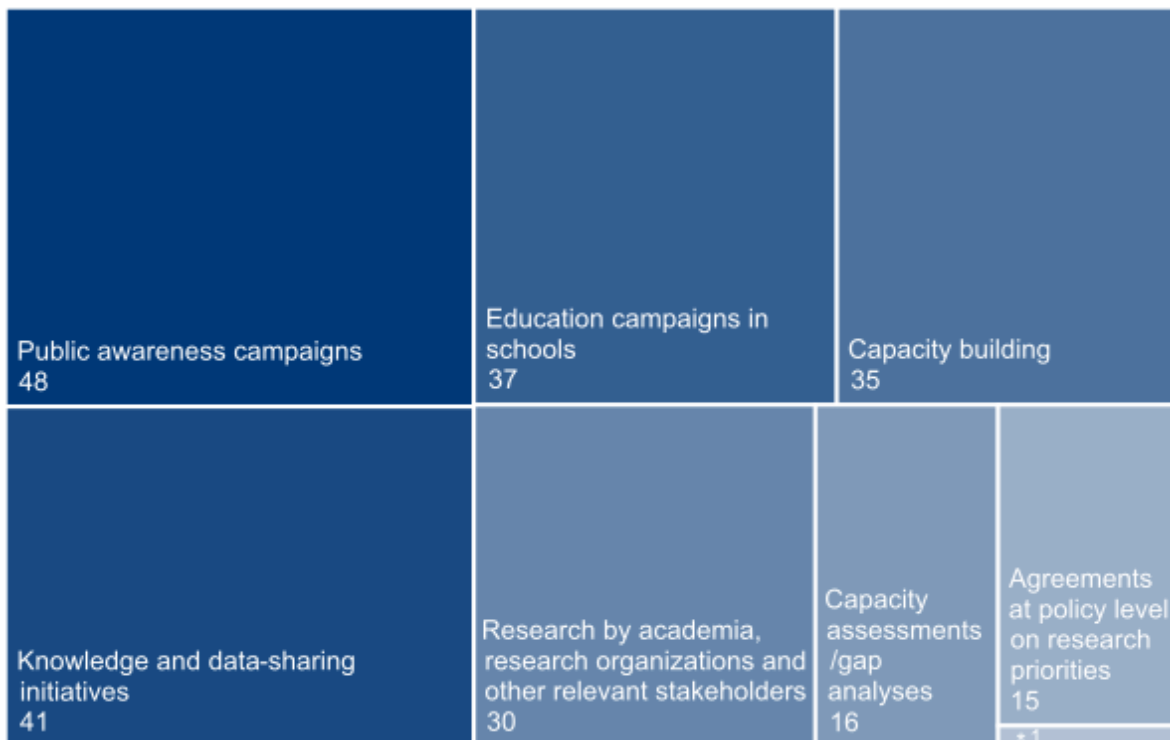 Public awareness campaigns
48
Education campaigns in
schools
37
Capacity building
35
Knowledge and data-sharing
initiatives
41
Research by academia,
research organizations and
other relevant stakeholders
30
Capacity
assessments
/gap
analyses
16
Agreements
at policy level
on research
priorities
15